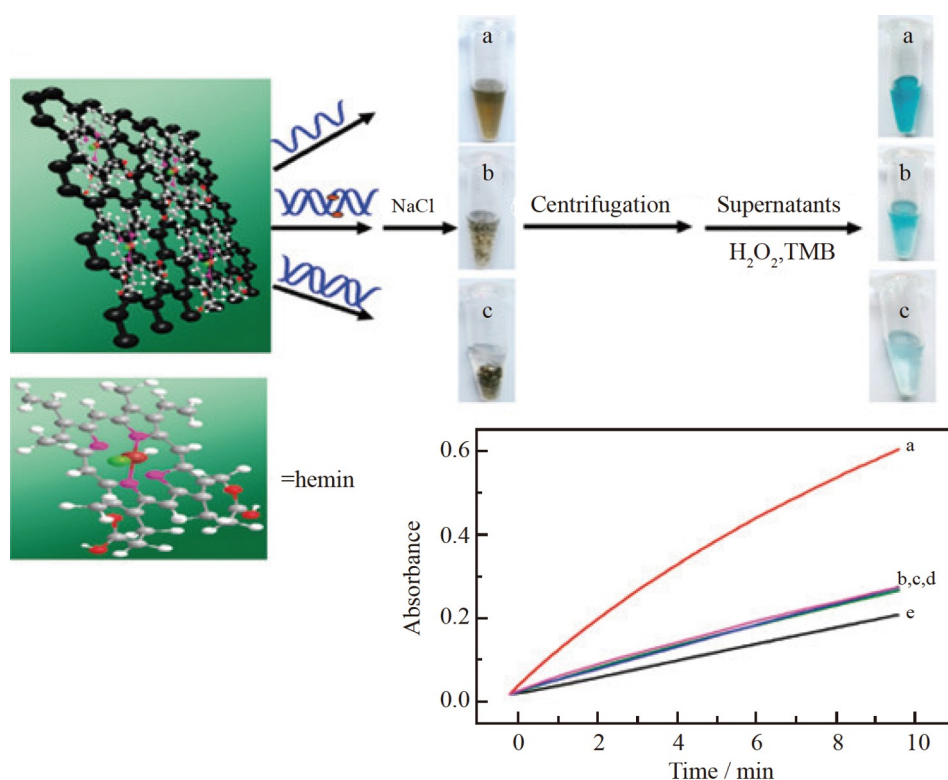 a
b
c
NaCl
Centrifugation
Supernatants
H₂O₂,TMB
a
b
c
=hemin
0.6
0.4
0.2
0.0
Absorbance
a
b,c,d
e
0 2 4 6 8 10
Time / min